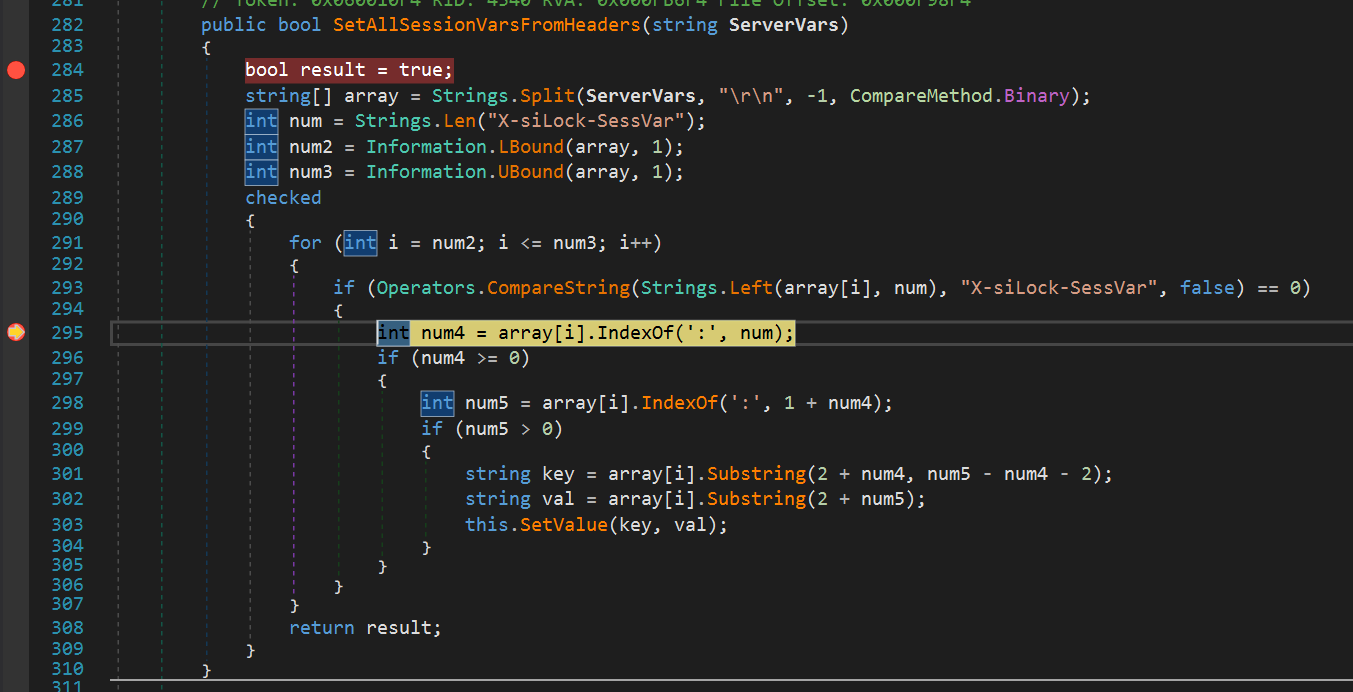 281 // Token: 0x060010F4 RID: 4340 RVA: 0x000FB6F4 File Offset: 0x000F98F4
282 public bool SetAllSessionVarsFromHeaders(string ServerVars)
283 {
284 bool result = true;
285 string[] array = Strings.Split(ServerVars, "\r\n", -1, CompareMethod.Binary);
286 int num = Strings.Len("X-siLock-SessVar");
287 int num2 = Information.LBound(array, 1);
288 int num3 = Information.UBound(array, 1);
289 checked
290 {
291 for (int i = num2; i <= num3; i++)
292 {
293 if (Operators.CompareString(Strings.Left(array[i], num), "X-siLock-SessVar", false) == 0)
294 {
295 int num4 = array[i].IndexOf(':', num);
296 if (num4 >= 0)
297 {
298 int num5 = array[i].IndexOf(':', 1 + num4);
299 if (num5 > 0)
300 {
301 string key = array[i].Substring(2 + num4, num5 - num4 - 2);
302 string val = array[i].Substring(2 + num5);
303 this.SetValue(key, val);
304 }
305 }
306 }
307 }
308 return result;
309 }
310 }
311